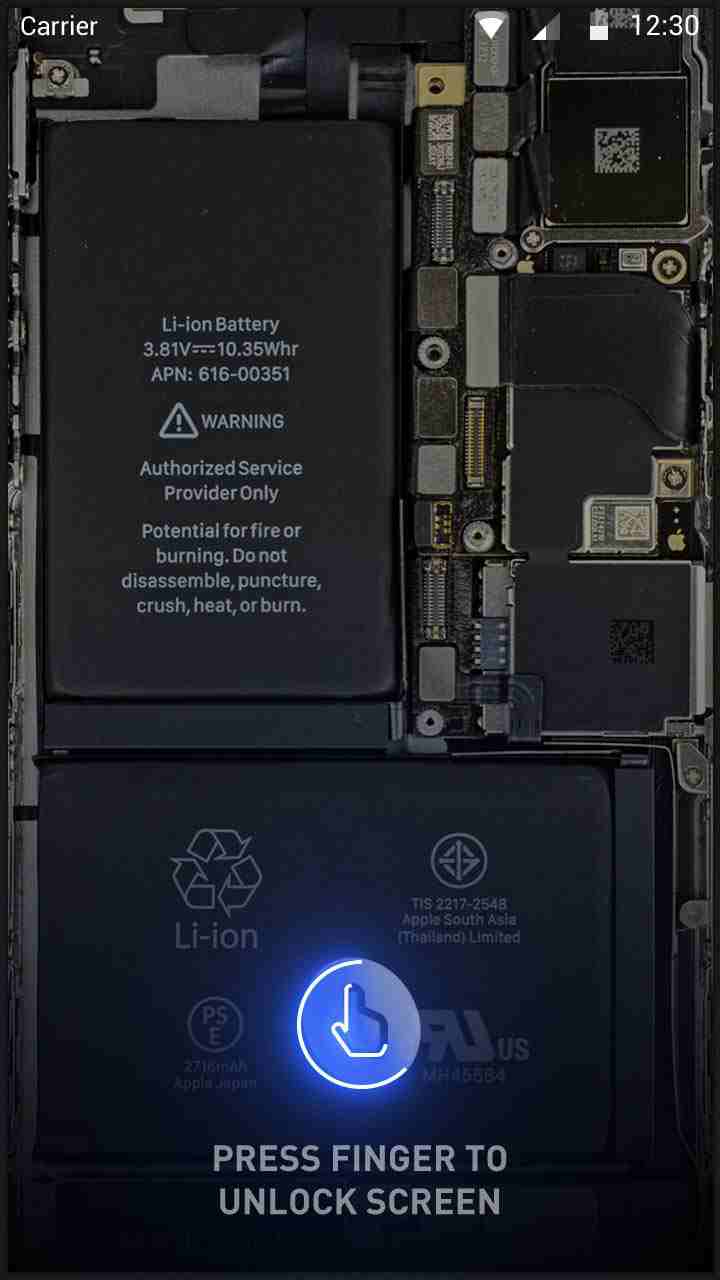 Carrier
12:30
Li-ion Battery
3.81V⎓10.35Whr
APN: 616-00351
WARNING
Authorized Service
Provider Only
Potential for fire or
burning. Do not
disassemble, puncture,
crush, heat, or burn.
Li-ion
TIS 2217-2548
Apple South Asia
(Thailand) Limited
PS
E
2716mAh
Apple Japan
US
MH45564
PRESS FINGER TO
UNLOCK SCREEN